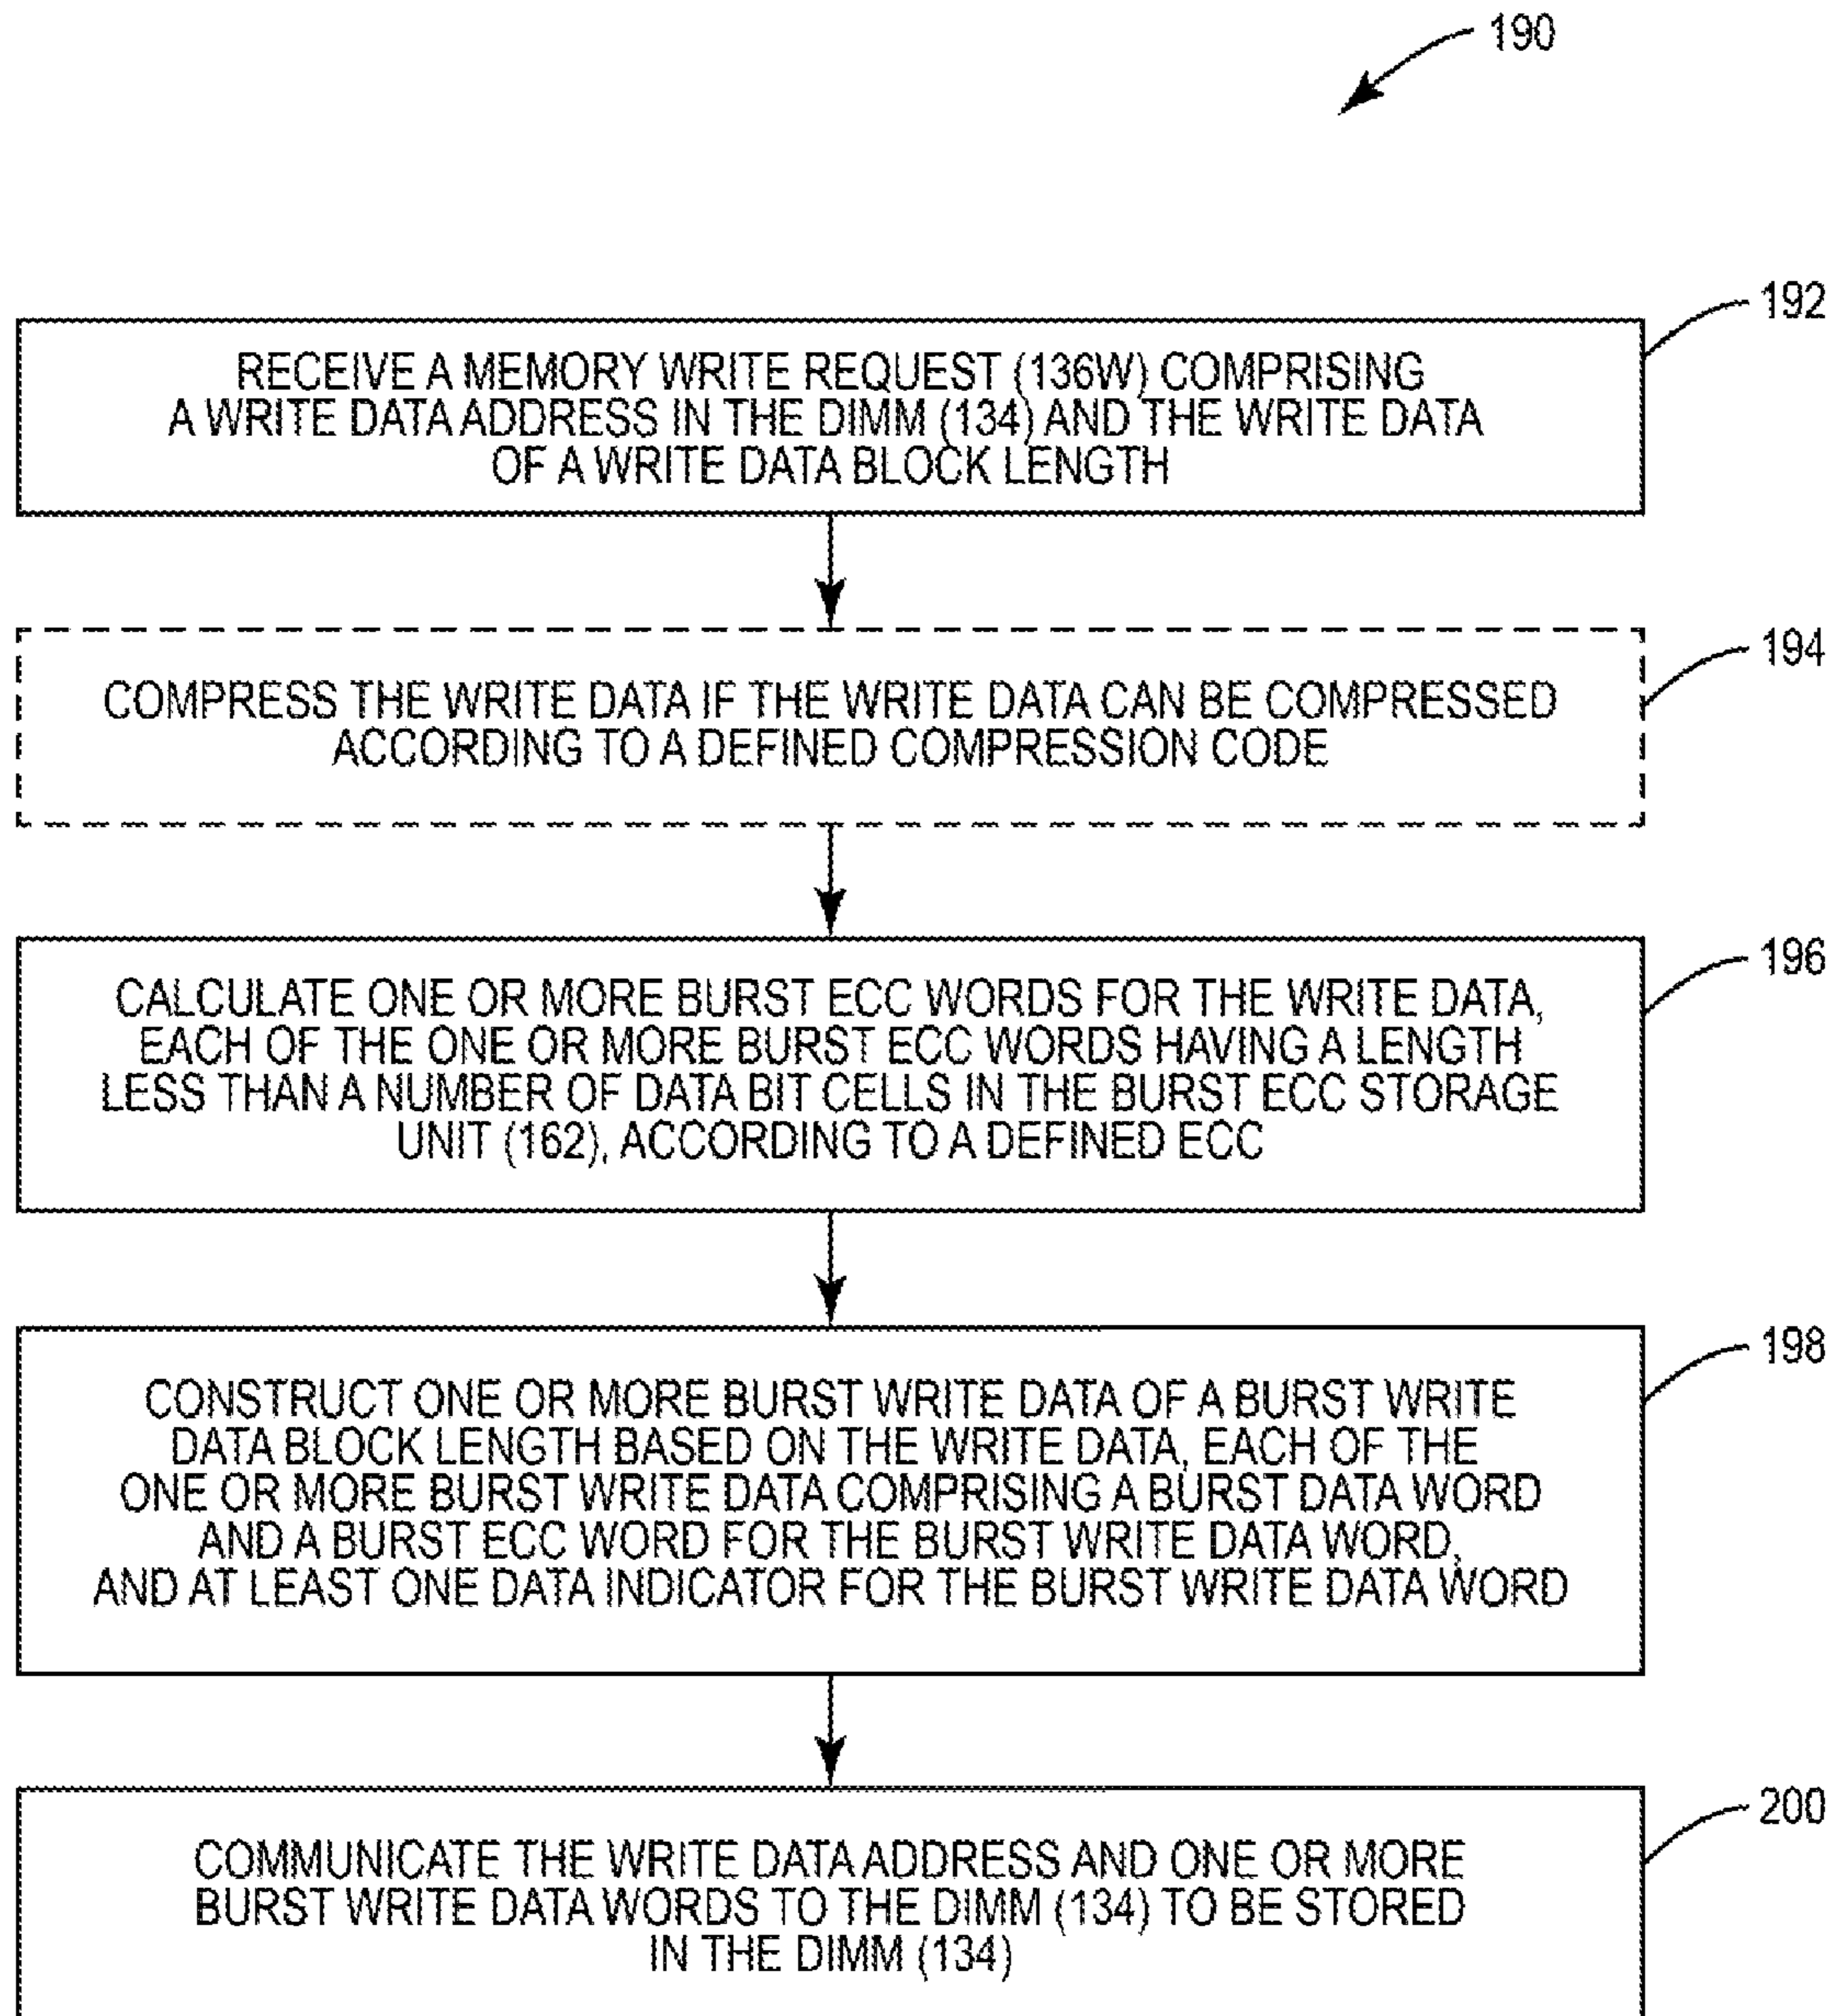 190
192
RECEIVE A MEMORY WRITE REQUEST (136W) COMPRISING
A WRITE DATA ADDRESS IN THE DIMM (134) AND THE WRITE DATA
OF A WRITE DATA BLOCK LENGTH
194
COMPRESS THE WRITE DATA IF THE WRITE DATA CAN BE COMPRESSED
ACCORDING TO A DEFINED COMPRESSION CODE
196
CALCULATE ONE OR MORE BURST ECC WORDS FOR THE WRITE DATA,
EACH OF THE ONE OR MORE BURST ECC WORDS HAVING A LENGTH
LESS THAN A NUMBER OF DATA BIT CELLS IN THE BURST ECC STORAGE
UNIT (162), ACCORDING TO A DEFINED ECC
198
CONSTRUCT ONE OR MORE BURST WRITE DATA OF A BURST WRITE
DATA BLOCK LENGTH BASED ON THE WRITE DATA, EACH OF THE
ONE OR MORE BURST WRITE DATA COMPRISING A BURST DATA WORD
AND A BURST ECC WORD FOR THE BURST WRITE DATA WORD,
AND AT LEAST ONE DATA INDICATOR FOR THE BURST WRITE DATA WORD
200
COMMUNICATE THE WRITE DATA ADDRESS AND ONE OR MORE
BURST WRITE DATA WORDS TO THE DIMM (134) TO BE STORED
IN THE DIMM (134)